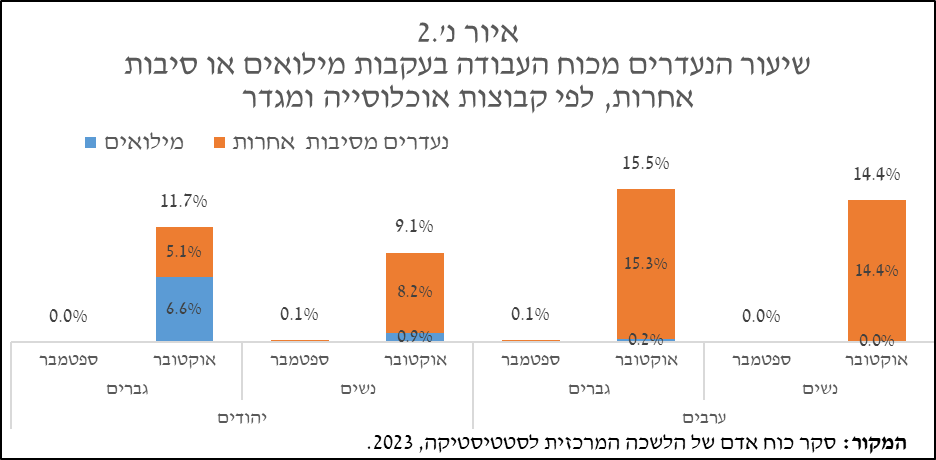 איור נ'.2
שיעור הנעדרים מכוח העבודה בעקבות מילואים או סיבות
אחרות, לפי קבוצות אוכלוסייה ומגדר
מילואים נעדרים מסיבות אחרות
11.7%
5.1%
6.6%
0.0%
9.1%
8.2%
0.9%
0.1%
15.5%
15.3%
0.2%
0.1%
14.4%
14.4%
0.0%
0.0%
ספטמבר אוקטובר ספטמבר אוקטובר ספטמבר אוקטובר ספטמבר אוקטובר
גברים נשים גברים נשים
יהודים ערבים
המקור: סקר כוח אדם של הלשכה המרכזית לסטטיסטיקה, 2023.